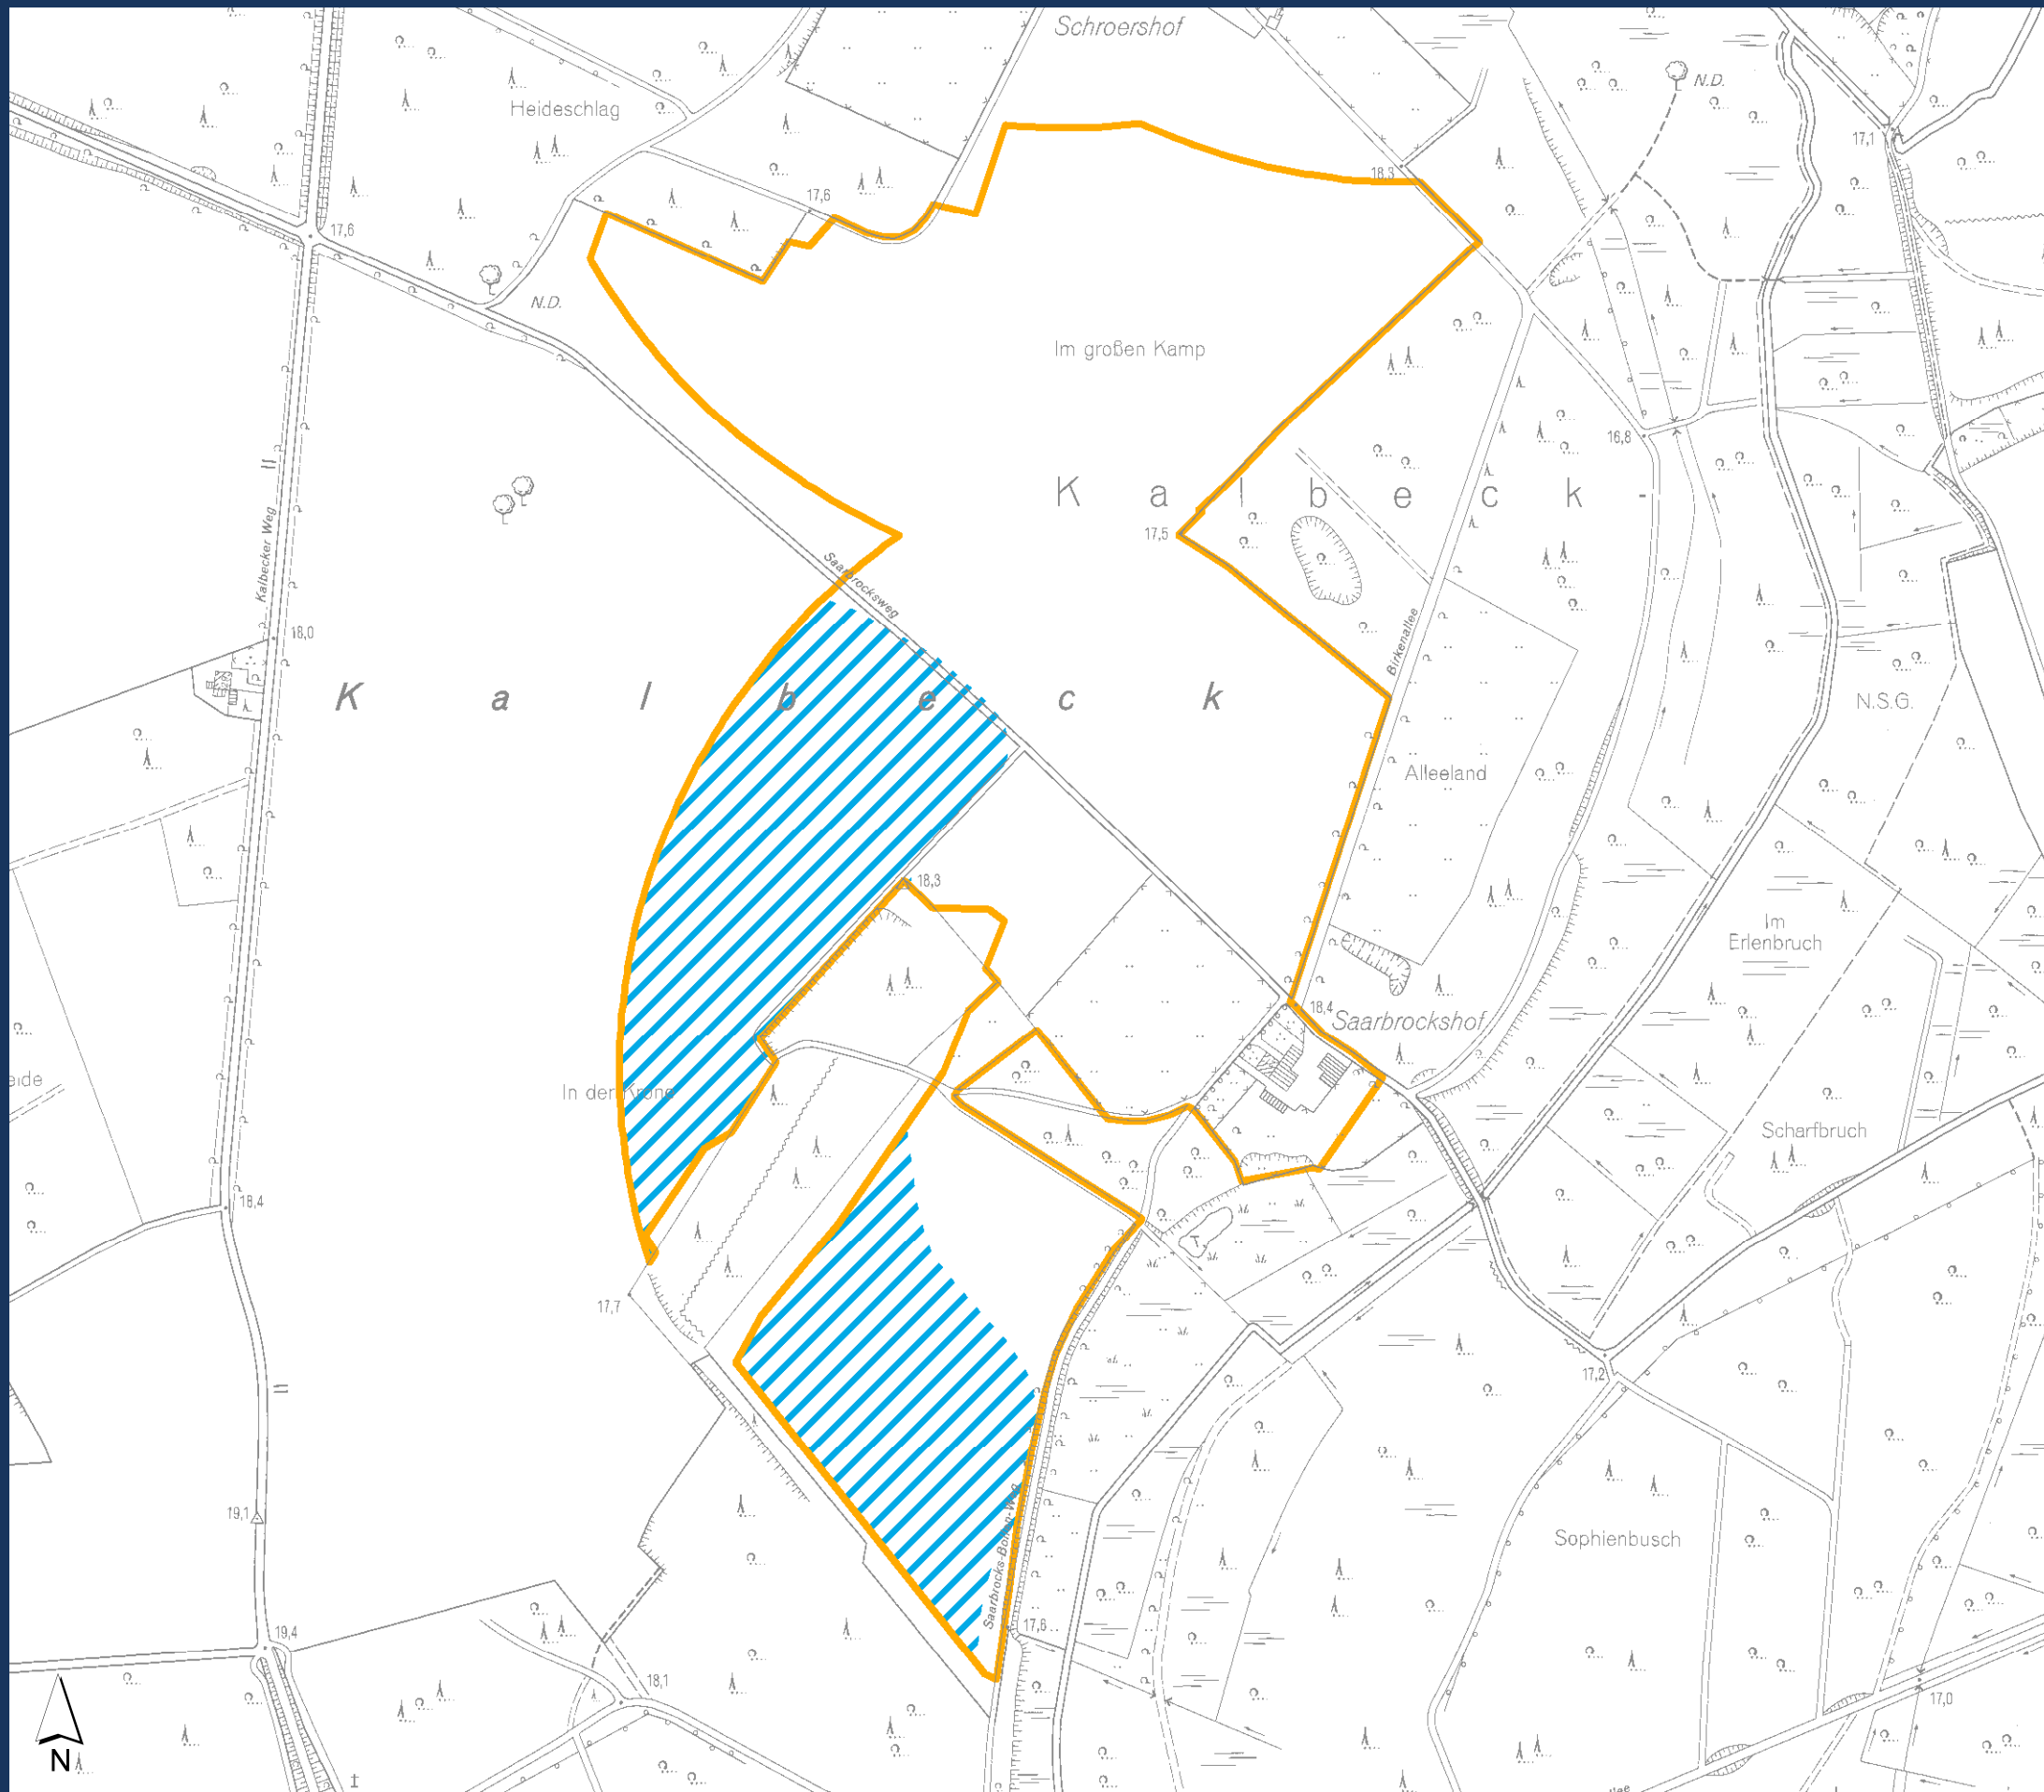 Schroershof
N.D.
Heideschlag
17,1
18,3
17,6
17,6
N.D.
Im großen Kamp
16,8
K a l b e c k -
Kalbecker Weg
17,5
Saarbrocksweg
18,0
Birkenallee
K a l b e c k
N.S.G.
Alleeland
18,3
Im
Erlenbruch
18,4
Saarbrockshof
eide
In der Krone
Scharfbruch
18,4
17,7
17,2
19,1
Saarbrocks-Bollen-Weg
Sophienbusch
17,6
19,4
18,1
17,0
N